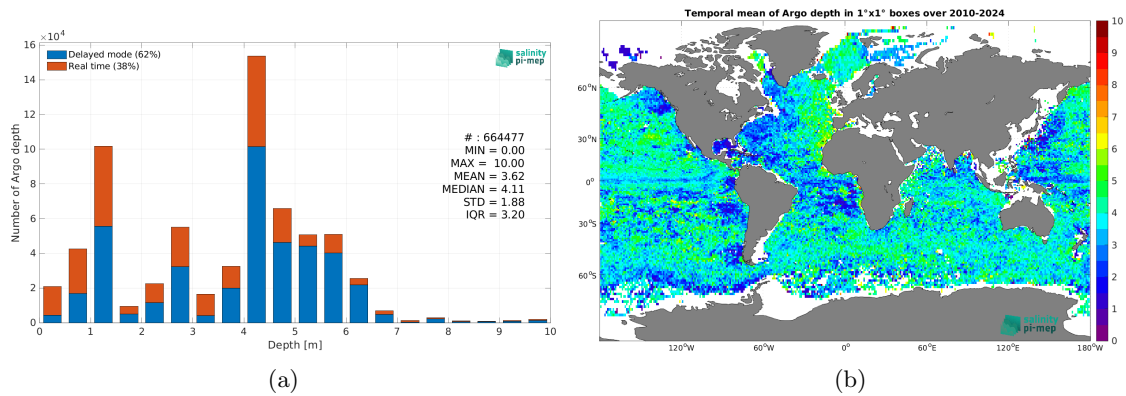 ×10⁴
Delayed mode (62%)
Real time (38%)
salinity
pi-mep
16
14
12
10
8
6
4
2
0
Number of Argo depth
# : 664477
MIN = 0.00
MAX = 10.00
MEAN = 3.62
MEDIAN = 4.11
STD = 1.88
IQR = 3.20
0 1 2 3 4 5 6 7 8 9 10
Depth [m]
(a)
Temporal mean of Argo depth in 1°x1° boxes over 2010-2024
60°N
30°N
0°
30°S
60°S
120°W 60°W 0° 60°E 120°E 180°W
salinity
pi-mep
10
9
8
7
6
5
4
3
2
1
0
(b)